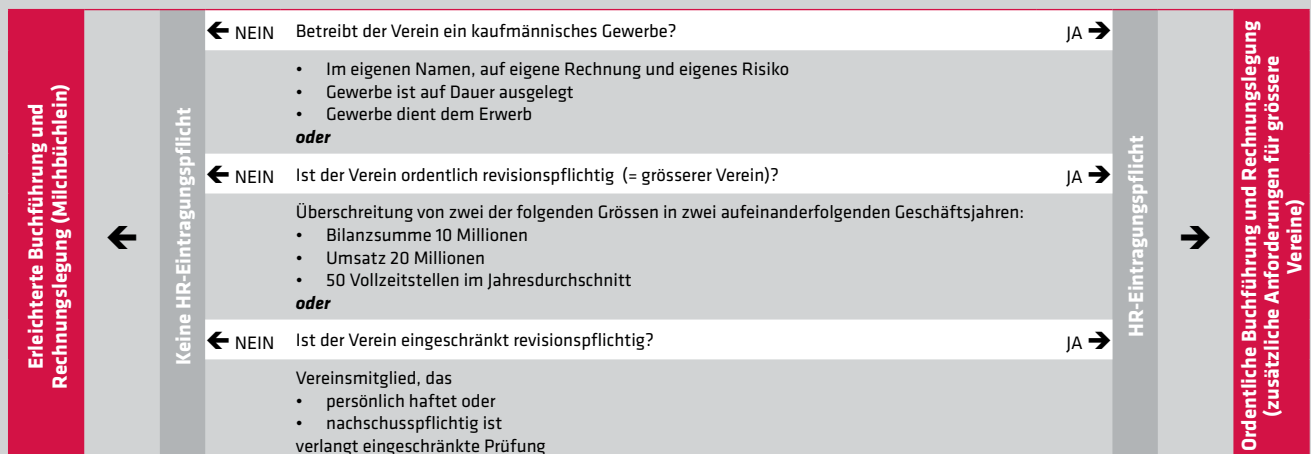 Erleichterte Buchführung und
Rechnungslegung (Milchbüchlein)
🡰
Keine HR-Eintragungspflicht
🡰 NEIN Betreibt der Verein ein kaufmännisches Gewerbe? JA 🡲
• Im eigenen Namen, auf eigene Rechnung und eigenes Risiko
• Gewerbe ist auf Dauer ausgelegt
• Gewerbe dient dem Erwerb
oder
🡰 NEIN Ist der Verein ordentlich revisionspflichtig (= grösserer Verein)? JA 🡲
Überschreitung von zwei der folgenden Grössen in zwei aufeinanderfolgenden Geschäftsjahren:
• Bilanzsumme 10 Millionen
• Umsatz 20 Millionen
• 50 Vollzeitstellen im Jahresdurchschnitt
oder
🡰 NEIN Ist der Verein eingeschränkt revisionspflichtig? JA 🡲
Vereinsmitglied, das
• persönlich haftet oder
• nachschusspflichtig ist
verlangt eingeschränkte Prüfung
HR-Eintragungspflicht
🡲
Ordentliche Buchführung und Rechnungslegung
(zusätzliche Anforderungen für grössere
Vereine)